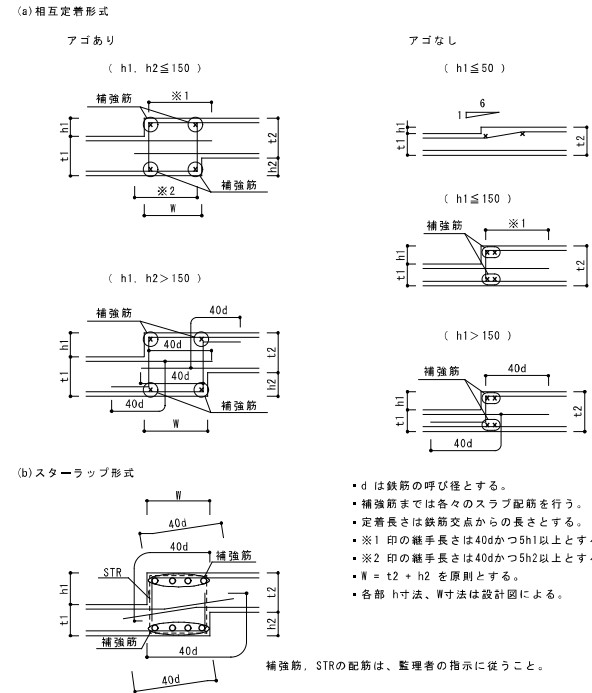 (a)相互定着形式
アゴあり
アゴなし
( h1, h2≦150 )
( h1≦50 )
補強筋
※1
h1
t1
t2
h2
※2
W
補強筋
6
1
h1
t1
t2
( h1≦150 )
補強筋
※1
h1
t1
t2
( h1, h2>150 )
補強筋
40d
40d
40d
40d
h1
t1
t2
h2
補強筋
W
( h1>150 )
補強筋
40d
h1
t1
t2
40d
(b)スターラップ形式
W
40d
40d
補強筋
STR
h1
t1
t2
h2
補強筋
40d
40d
▪ d は鉄筋の呼び径とする。
▪ 補強筋までは各々のスラブ配筋を行う。
▪ 定着長さは鉄筋交点からの長さとする。
▪ ※1 印の継手長さは40dかつ5h1以上とす
▪ ※2 印の継手長さは40dかつ5h2以上とす
▪ W = t2 + h2 を原則とする。
▪ 各部 h寸法、W寸法は設計図による。
補強筋, STRの配筋は、監理者の指示に従うこと。